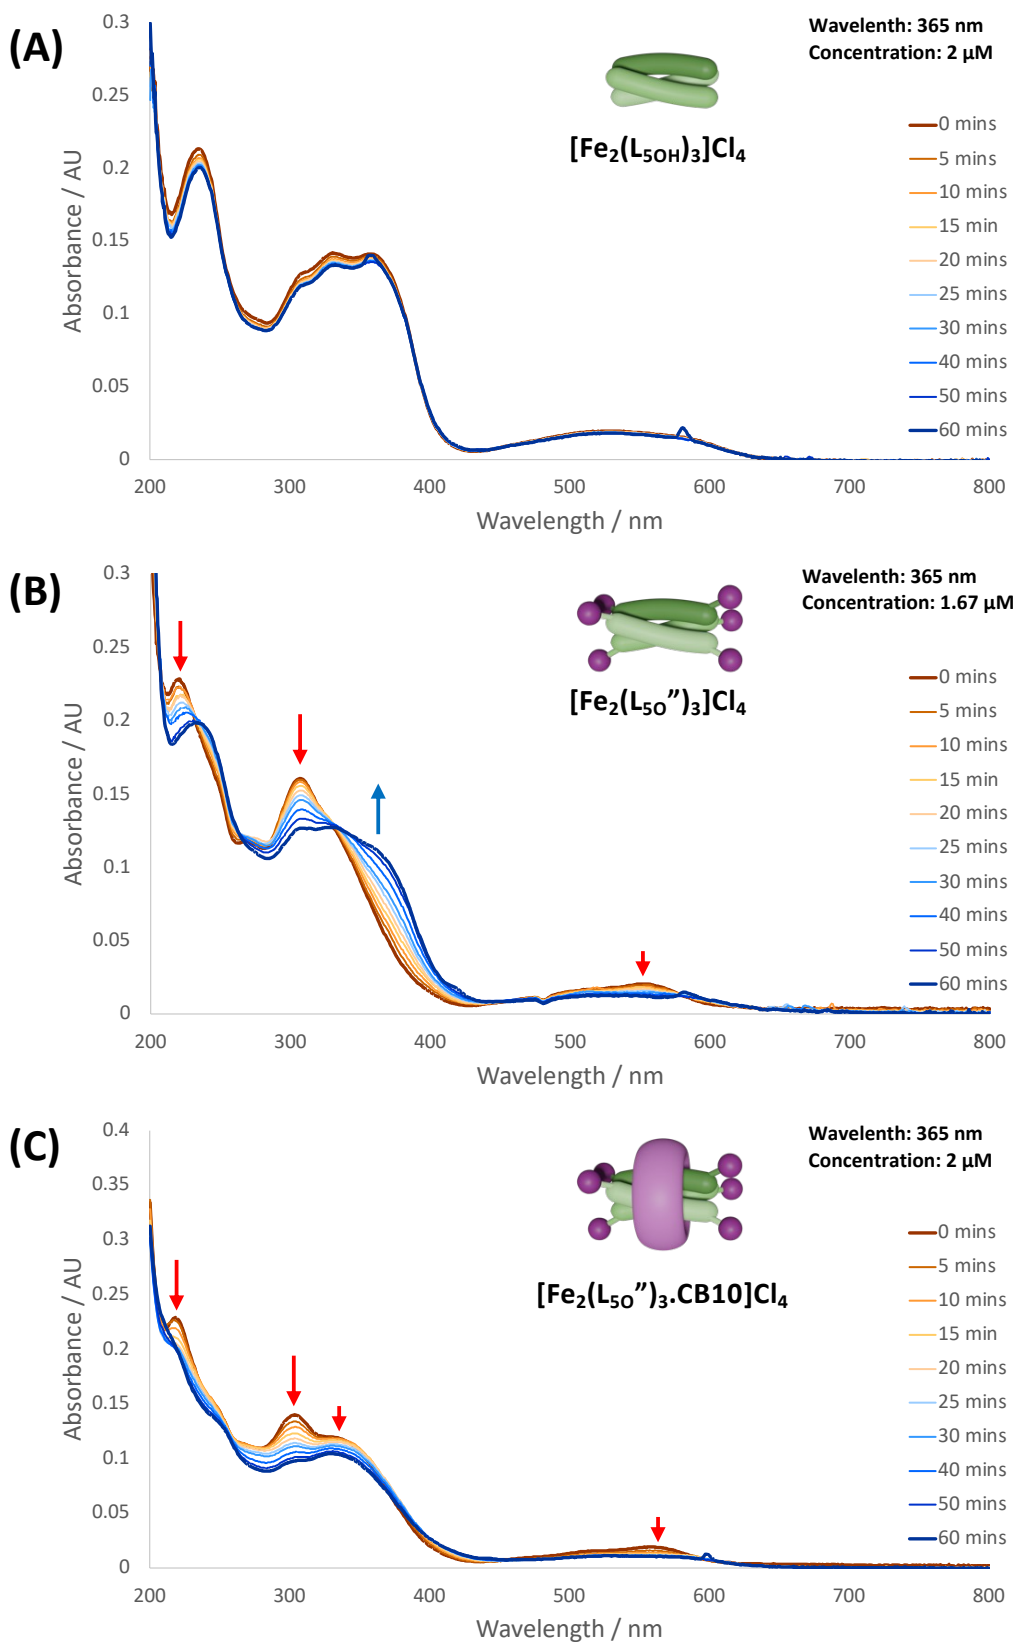 (A)
Wavelenth: 365 nm
Concentration: 2 µM
[Fe2(L5OH)3]Cl4
0 mins
5 mins
10 mins
15 min
20 mins
25 mins
30 mins
40 mins
50 mins
60 mins
Absorbance / AU
0.3
0.25
0.2
0.15
0.1
0.05
0
200 300 400 500 600 700 800
Wavelength / nm
(B)
Wavelenth: 365 nm
Concentration: 1.67 µM
[Fe2(L5O”)3]Cl4
0 mins
5 mins
10 mins
15 min
20 mins
25 mins
30 mins
40 mins
50 mins
60 mins
Absorbance / AU
0.3
0.25
0.2
0.15
0.1
0.05
0
200 300 400 500 600 700 800
Wavelength / nm
(C)
Wavelenth: 365 nm
Concentration: 2 µM
[Fe2(L5O”)3.CB10]Cl4
0 mins
5 mins
10 mins
15 min
20 mins
25 mins
30 mins
40 mins
50 mins
60 mins
Absorbance / AU
0.4
0.35
0.3
0.25
0.2
0.15
0.1
0.05
0
200 300 400 500 600 700 800
Wavelength / nm